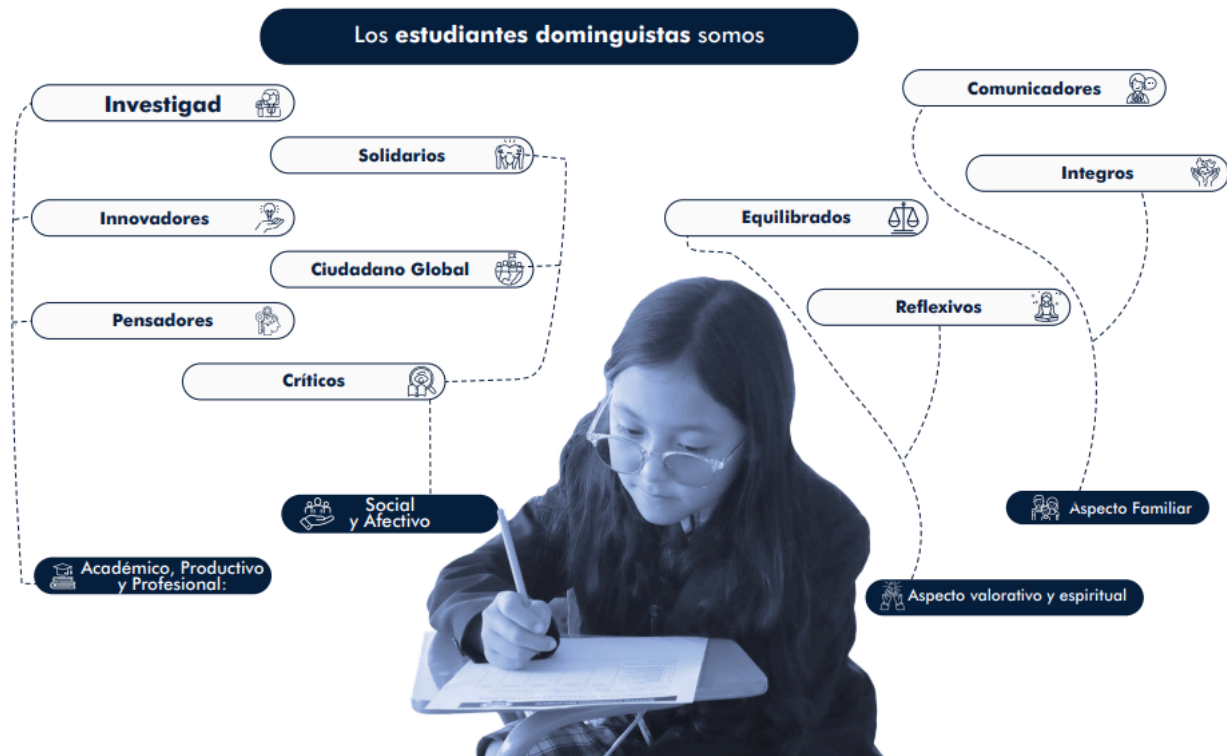 Los estudiantes dominguistas somos
Investigad
Solidarios
Innovadores
Ciudadano Global
Pensadores
Críticos
Social
y Afectivo
Académico, Productivo
y Profesional:
Comunicadores
Integros
Equilibrados
Reflexivos
Aspecto Familiar
Aspecto valorativo y espiritual